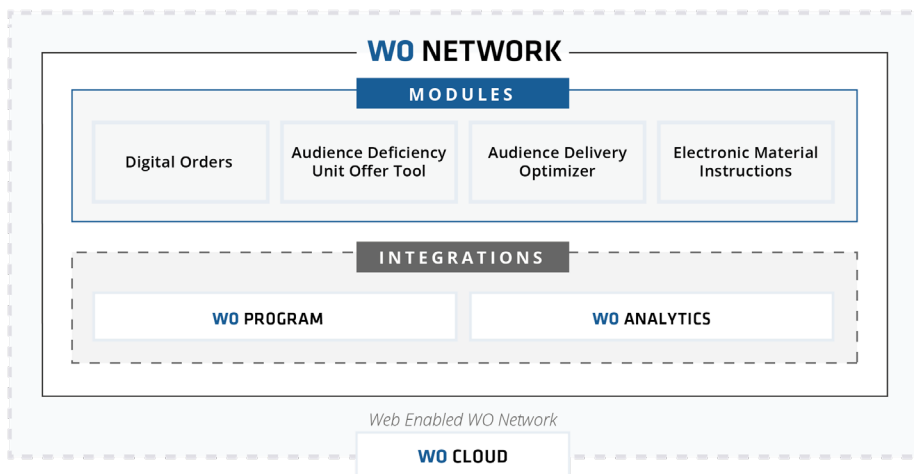 WO NETWORK
MODULES
Digital Orders
Audience Deficiency
Unit Offer Tool
Audience Delivery
Optimizer
Electronic Material
Instructions
INTEGRATIONS
WO PROGRAM
WO ANALYTICS
Web Enabled WO Network
WO CLOUD